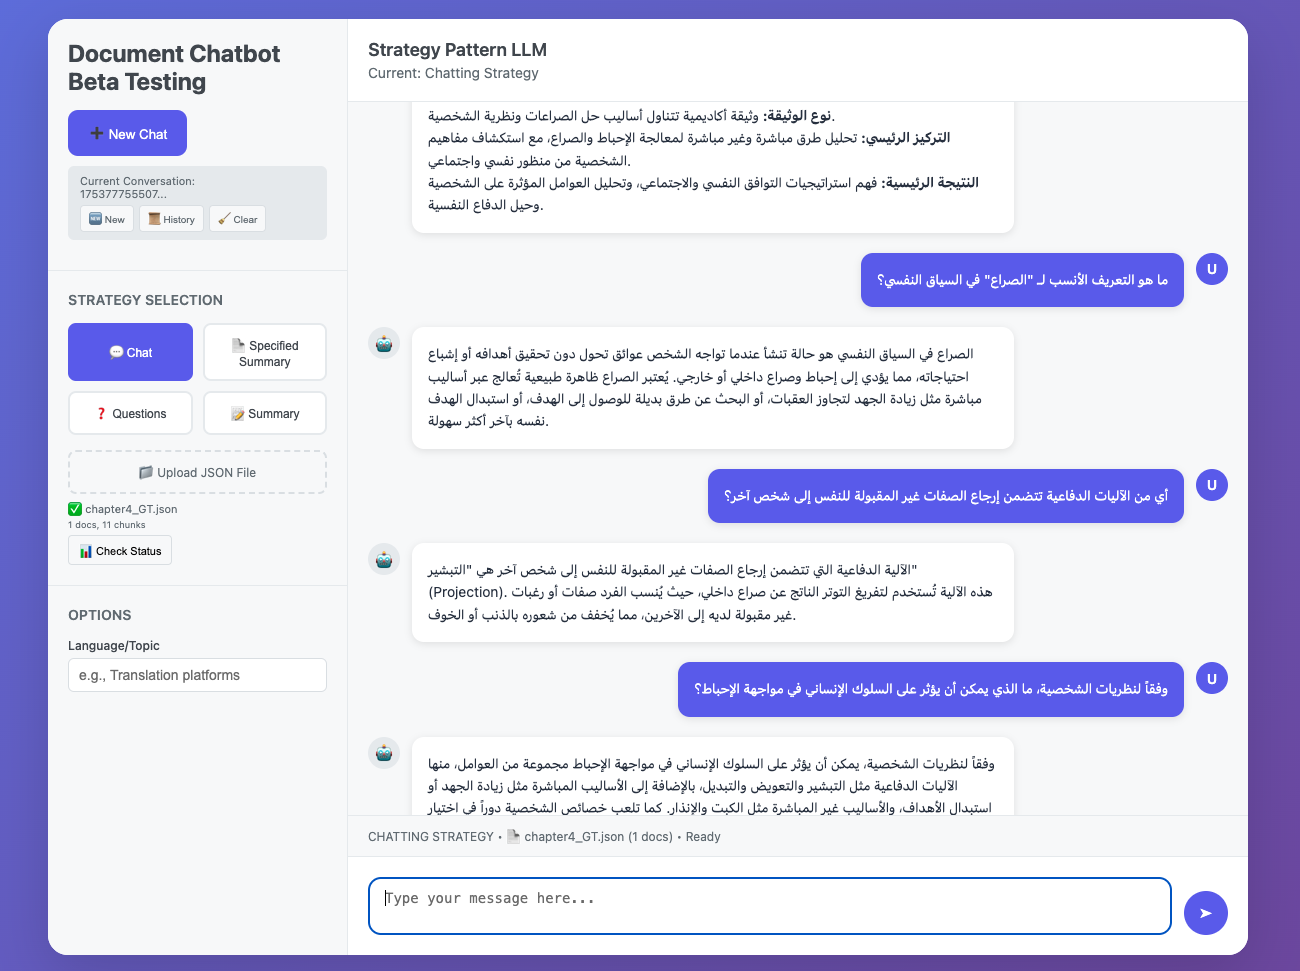 Document Chatbot
Beta Testing
➕ New Chat
Current Conversation:
175377755507...
🆕 New
📜 History
🧹 Clear
STRATEGY SELECTION
💬 Chat
📄 Specified
Summary
❓ Questions
📝 Summary
📁 Upload JSON File
✅ chapter4_GT.json
1 docs, 11 chunks
📊 Check Status
OPTIONS
Language/Topic
e.g., Translation platforms
Strategy Pattern LLM
Current: Chatting Strategy
نوع الوثيقة: وثيقة أكاديمية تتناول أساليب حل الصراعات ونظرية الشخصية.
التركيز الرئيسي: تحليل طرق مباشرة وغير مباشرة لمعالجة الإحباط والصراع، مع استكشاف مفاهيم
الشخصية من منظور نفسي واجتماعي.
النتيجة الرئيسية: فهم استراتيجيات التوافق النفسي والاجتماعي، وتحليل العوامل المؤثرة على الشخصية
وحيل الدفاع النفسية.
ما هو التعريف الأنسب لـ "الصراع" في السياق النفسي؟
U
الصراع في السياق النفسي هو حالة تنشأ عندما تواجه الشخص عوائق تحول دون تحقيق أهدافه أو إشباع
احتياجاته، مما يؤدي إلى إحباط وصراع داخلي أو خارجي. يُعتبر الصراع ظاهرة طبيعية تُعالج عبر أساليب
مباشرة مثل زيادة الجهد لتجاوز العقبات، أو البحث عن طرق بديلة للوصول إلى الهدف، أو استبدال الهدف
نفسه بآخر أكثر سهولة.
أي من الآليات الدفاعية تتضمن إرجاع الصفات غير المقبولة للنفس إلى شخص آخر؟
U
الآلية الدفاعية التي تتضمن إرجاع الصفات غير المقبولة للنفس إلى شخص آخر هي "التبشير"
(Projection). هذه الآلية تُستخدم لتفريغ التوتر الناتج عن صراع داخلي، حيث يُنسب الفرد صفات أو رغبات
غير مقبولة لديه إلى الآخرين، مما يُخفف من شعوره بالذنب أو الخوف.
وفقاً لنظريات الشخصية، ما الذي يمكن أن يؤثر على السلوك الإنساني في مواجهة الإحباط؟
U
وفقاً لنظريات الشخصية، يمكن أن يؤثر على السلوك الإنساني في مواجهة الإحباط مجموعة من العوامل، منها
الآليات الدفاعية مثل التبشير والتعويض والتبديل، بالإضافة إلى الأساليب المباشرة مثل زيادة الجهد أو
استبدال الأهداف، والأساليب غير المباشرة مثل الكبت والإنذار. كما تلعب خصائص الشخصية دوراً في اختيار
CHATTING STRATEGY • 📄 chapter4_GT.json (1 docs) • Ready
Type your message here...